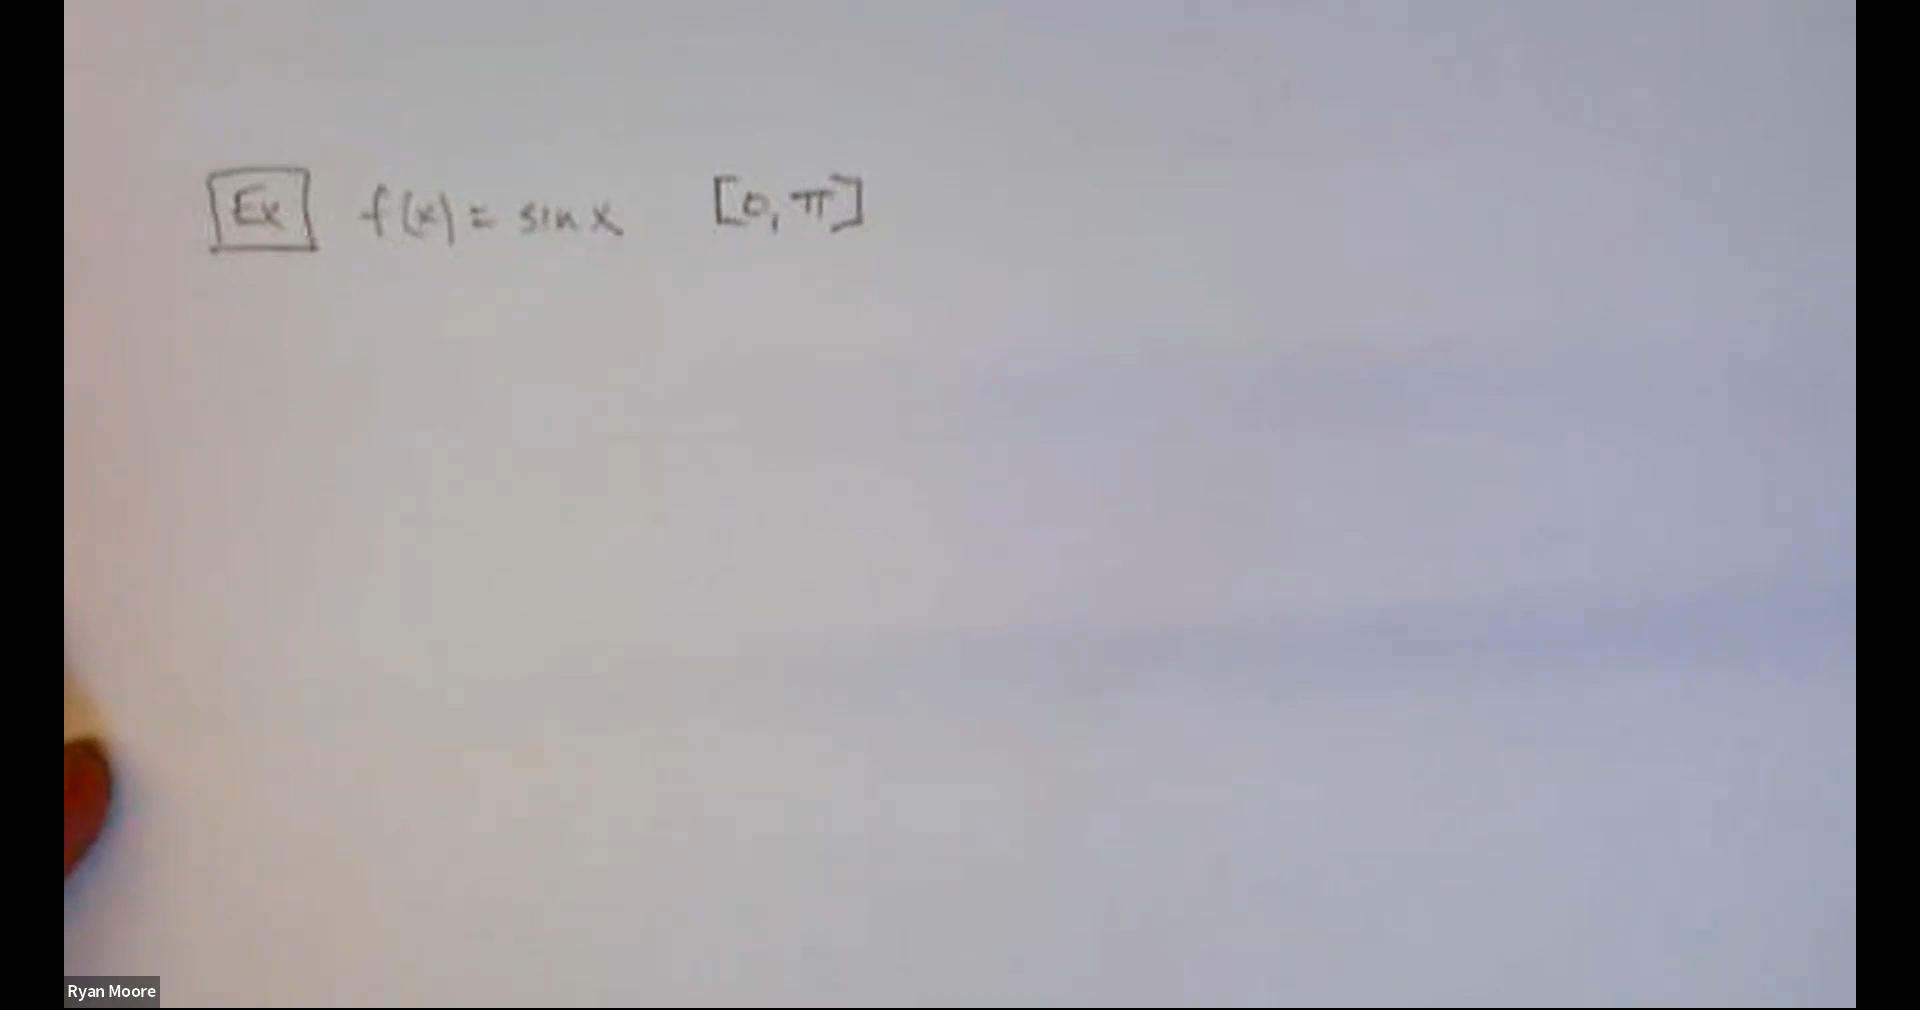 Ex f(x) = sin x [0, π]
Ryan Moore